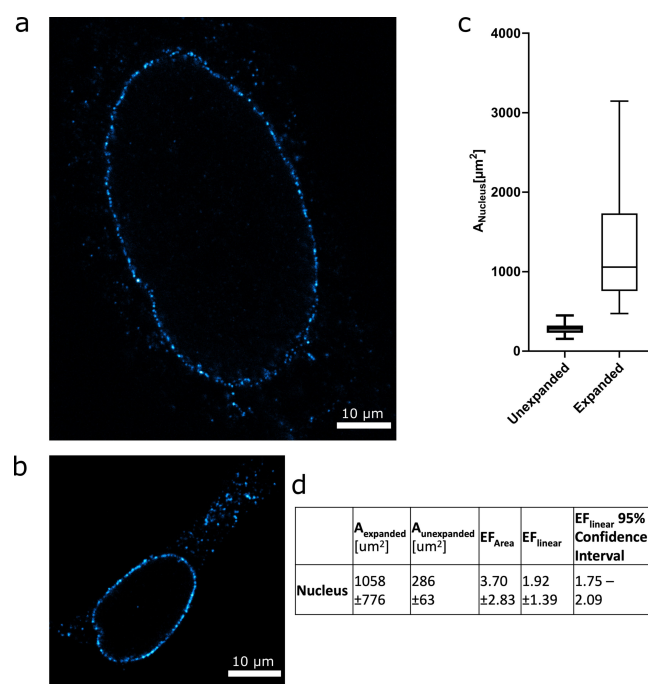 a
10 µm
b
10 µm
c
A_Nucleus[µm²]
4000
3000
2000
1000
0
Unexpanded
Expanded
d
A_expanded [um²] A_unexpanded [um²] EF_Area EF_linear EF_linear 95% Confidence Interval
Nucleus 1058 ±776 286 ±63 3.70 ±2.83 1.92 ±1.39 1.75 – 2.09